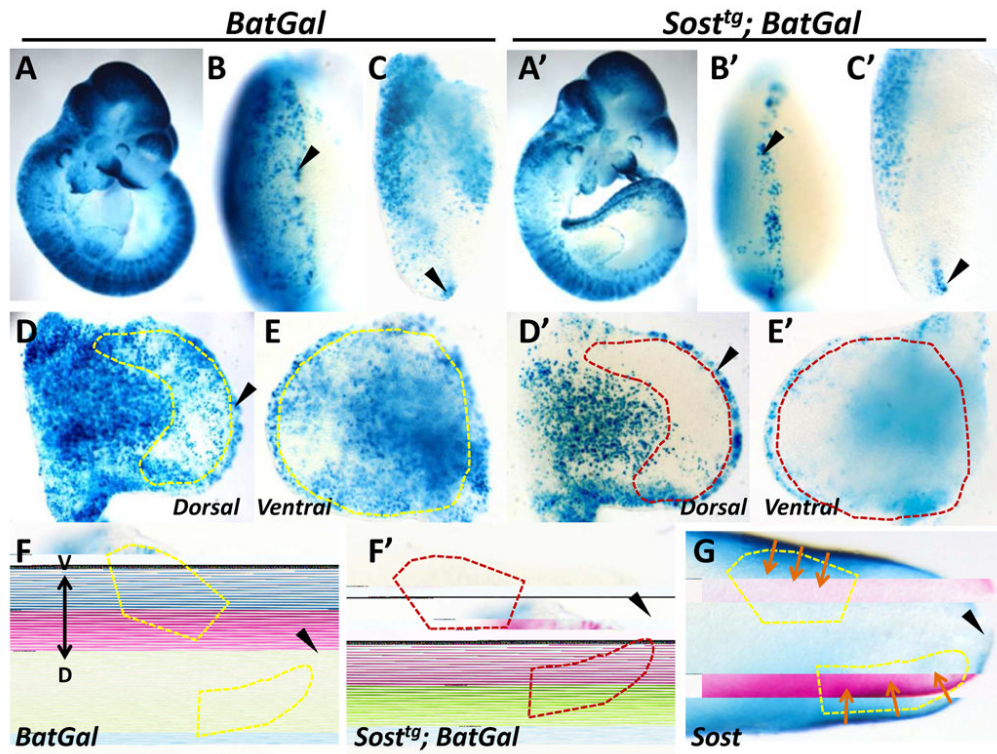 BatGal
Sost^tg; BatGal
A
B
C
A’
B’
C’
D
Dorsal
E
Ventral
D’
Dorsal
E’
Ventral
F
V
D
BatGal
F’
Sost^tg; BatGal
G
Sost